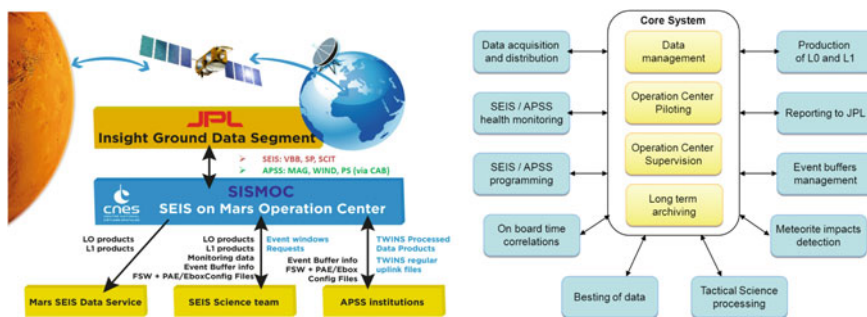 JPL
Insight Ground Data Segment
➢ SEIS: VBB, SP, SCIT
➢ APSS: MAG, WIND, PS (via CAB)
cnes
SISMOC
SEIS on Mars Operation Center
LO products
L1 products
LO products
L1 products
Monitoring data
Event Buffer info
FSW + PAE/EboxConfig Files
Event windows
Requests
Event Buffer info
FSW + PAE/Ebox
Config Files
TWINS Processed
Data Products
TWINS regular
uplink files
Mars SEIS Data Service
SEIS Science team
APSS institutions
Core System
Data acquisition
and distribution
SEIS / APSS
health monitoring
SEIS / APSS
programming
On board time
correlations
Data
management
Operation Center
Piloting
Operation Center
Supervision
Long term
archiving
Production
of L0 and L1
Reporting to JPL
Event buffers
management
Meteorite impacts
detection
Besting of data
Tactical Science
processing